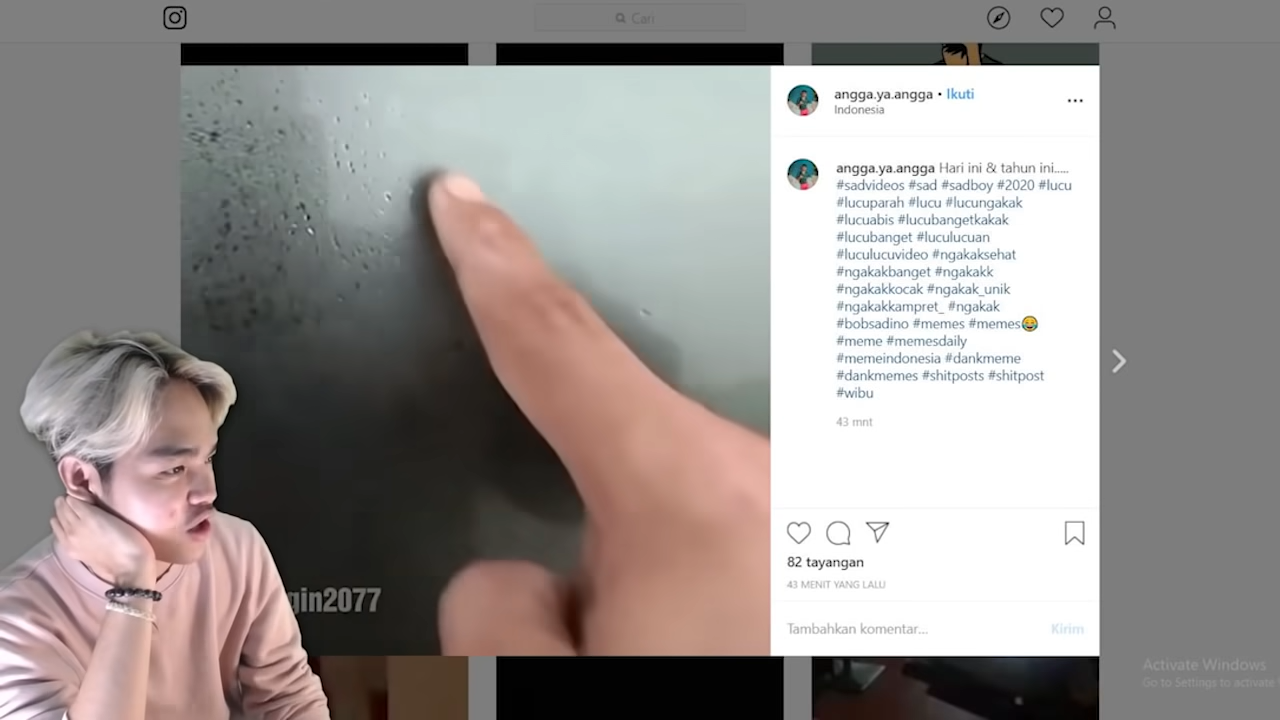 Cari
angga.ya.angga • Ikuti
Indonesia
angga.ya.angga Hari ini & tahun ini.....
#sadvideos #sad #sadboy #2020 #lucu
#lucuparah #lucu #lucungakak
#lucuabis #lucubangetkakak
#lucubanget #luculucuan
#luculucuvideo #ngakaksehat
#ngakakbanget #ngakakk
#ngakakkocak #ngakak_unik
#ngakakkampret_ #ngakak
#bobsadino #memes #memes😂
#meme #memesdaily
#memeindonesia #dankmeme
#dankmemes #shitposts #shitpost
#wibu
43 mnt
82 tayangan
43 MENIT YANG LALU
Tambahkan komentar...
Kirim
gin2077
Activate Windows
Go to Settings to activate